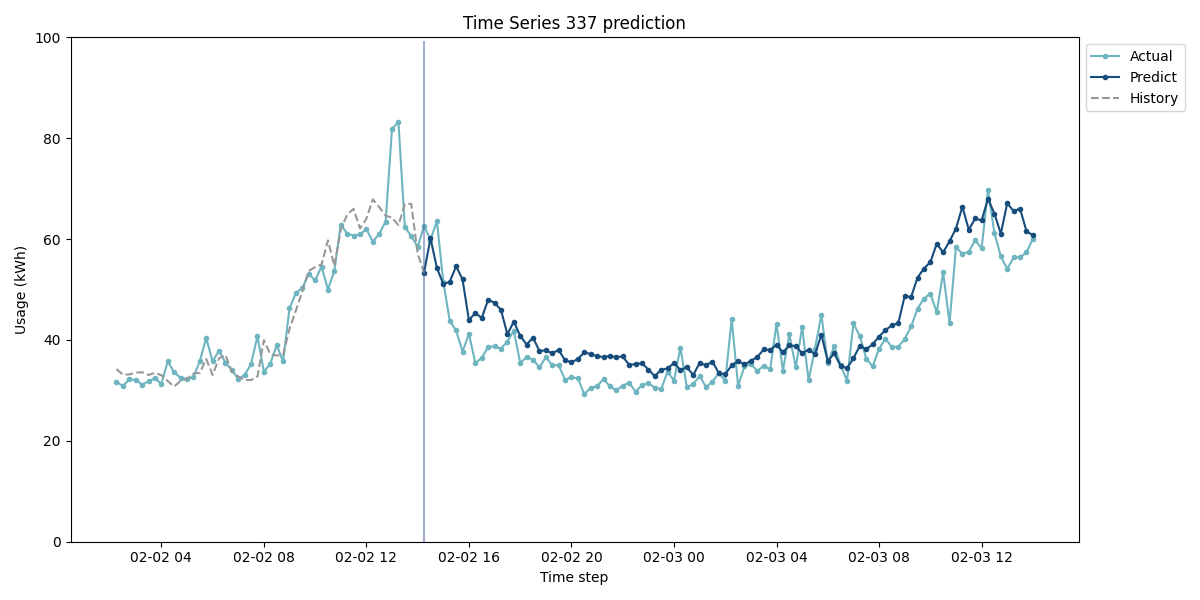 Time Series 337 prediction
100
80
60
40
20
0
Usage (kWh)
02-02 04
02-02 08
02-02 12
02-02 16
02-02 20
02-03 00
02-03 04
02-03 08
02-03 12
Time step
Actual
Predict
History